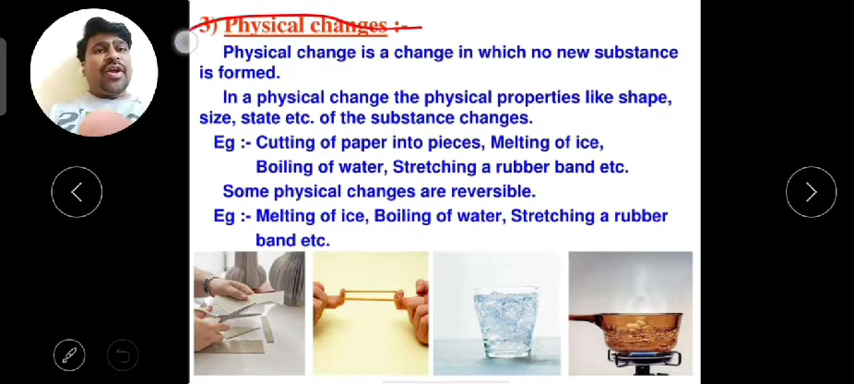 3) Physical changes :-
Physical change is a change in which no new substance
is formed.
In a physical change the physical properties like shape,
size, state etc. of the substance changes.
Eg :- Cutting of paper into pieces, Melting of ice,
Boiling of water, Stretching a rubber band etc.
Some physical changes are reversible.
Eg :- Melting of ice, Boiling of water, Stretching a rubber
band etc.